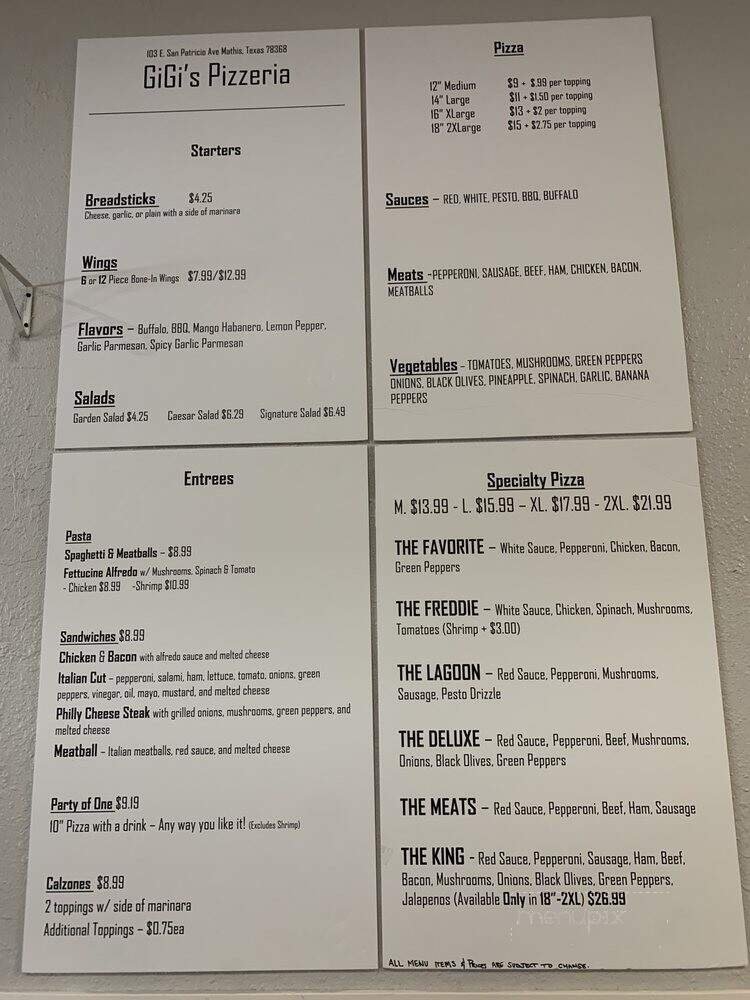 103 E. San Patricio Ave Mathis, Texas 78368
GiGi's Pizzeria
Starters
Breadsticks $4.25
Cheese, garlic, or plain with a side of marinara
Wings
6 or 12 Piece Bone-In Wings $7.99/$12.99
Flavors – Buffalo, BBQ, Mango Habanero, Lemon Pepper,
Garlic Parmesan, Spicy Garlic Parmesan
Salads
Garden Salad $4.25 Caesar Salad $6.29 Signature Salad $6.49
Pizza
12" Medium $9 + $.99 per topping
14" Large $11 + $1.50 per topping
16" XLarge $13 + $2 per topping
18" 2XLarge $15 + $2.75 per topping
Sauces – RED, WHITE, PESTO, BBQ, BUFFALO
Meats -PEPPERONI, SAUSAGE, BEEF, HAM, CHICKEN, BACON,
MEATBALLS
Vegetables – TOMATOES, MUSHROOMS, GREEN PEPPERS
ONIONS, BLACK OLIVES, PINEAPPLE, SPINACH, GARLIC, BANANA
PEPPERS
Entrees
Pasta
Spaghetti & Meatballs – $8.99
Fettucine Alfredo w/ Mushrooms, Spinach & Tomato
- Chicken $8.99 -Shrimp $10.99
Sandwiches $8.99
Chicken & Bacon with alfredo sauce and melted cheese
Italian Cut – pepperoni, salami, ham, lettuce, tomato, onions, green
peppers, vinegar, oil, mayo, mustard, and melted cheese
Philly Cheese Steak with grilled onions, mushrooms, green peppers, and
melted cheese
Meatball – Italian meatballs, red sauce, and melted cheese
Party of One $9.19
10" Pizza with a drink – Any way you like it! (Excludes Shrimp)
Calzones $8.99
2 toppings w/ side of marinara
Additional Toppings – $0.75ea
Specialty Pizza
M. $13.99 - L. $15.99 – XL. $17.99 - 2XL. $21.99
THE FAVORITE – White Sauce, Pepperoni, Chicken, Bacon,
Green Peppers
THE FREDDIE – White Sauce, Chicken, Spinach, Mushrooms,
Tomatoes (Shrimp + $3.00)
THE LAGOON – Red Sauce, Pepperoni, Mushrooms,
Sausage, Pesto Drizzle
THE DELUXE – Red Sauce, Pepperoni, Beef, Mushrooms,
Onions, Black Olives, Green Peppers
THE MEATS – Red Sauce, Pepperoni, Beef, Ham, Sausage
THE KING - Red Sauce, Pepperoni, Sausage, Ham, Beef,
Bacon, Mushrooms, Onions, Black Olives, Green Peppers,
Jalapenos (Available Only in 18"-2XL) $26.99
menupix
ALL MENU ITEMS & PRICES ARE SUBJECT TO CHANGE.